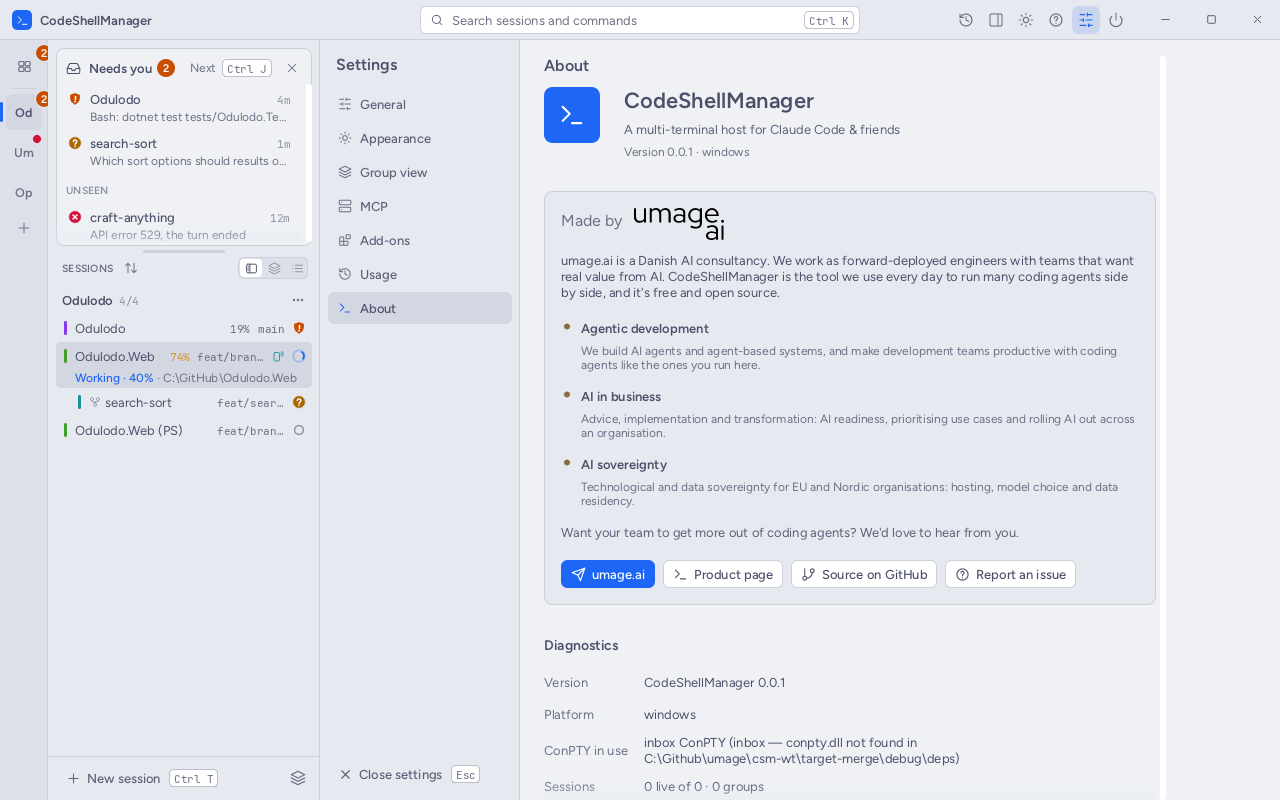 CodeShellManager
Search sessions and commands
Ctrl K
2
2
Od
Um
Op
Needs you 2 Next Ctrl J
Odulodo 4m
Bash: dotnet test tests/Odulodo.Te…
search-sort 1m
Which sort options should results o…
UNSEEN
craft-anything 12m
API error 529, the turn ended
SESSIONS
Odulodo 4/4
Odulodo 19% main
Odulodo.Web 74% feat/bran…
Working · 40% · C:\GitHub\Odulodo.Web
search-sort feat/sear…
Odulodo.Web (PS) feat/bran…
New session Ctrl T
Settings
General
Appearance
Group view
MCP
Add-ons
Usage
About
Close settings Esc
About
CodeShellManager
A multi-terminal host for Claude Code & friends
Version 0.0.1 · windows
Made by umage.ai
umage.ai is a Danish AI consultancy. We work as forward-deployed engineers with teams that want
real value from AI. CodeShellManager is the tool we use every day to run many coding agents side
by side, and it's free and open source.
Agentic development
We build AI agents and agent-based systems, and make development teams productive with coding
agents like the ones you run here.
AI in business
Advice, implementation and transformation: AI readiness, prioritising use cases and rolling AI out across
an organisation.
AI sovereignty
Technological and data sovereignty for EU and Nordic organisations: hosting, model choice and data
residency.
Want your team to get more out of coding agents? We'd love to hear from you.
umage.ai
Product page
Source on GitHub
Report an issue
Diagnostics
Version CodeShellManager 0.0.1
Platform windows
ConPTY in use inbox ConPTY (inbox — conpty.dll not found in
C:\Github\umage\csm-wt\target-merge\debug\deps)
Sessions 0 live of 0 · 0 groups